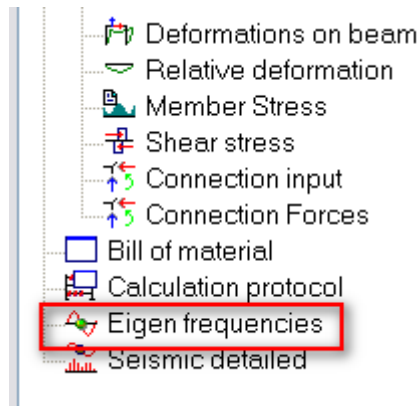 Deformations on beam
Relative deformation
Member Stress
Shear stress
Connection input
Connection Forces
Bill of material
Calculation protocol
Eigen frequencies
Seismic detailed